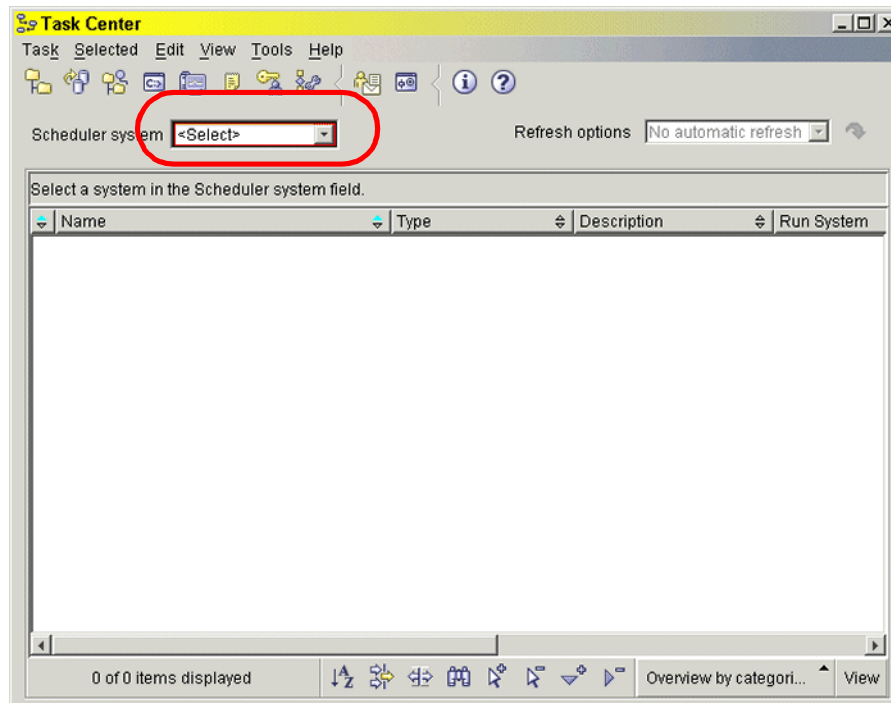 Task Center
Task Selected Edit View Tools Help
Scheduler system <Select> Refresh options No automatic refresh
Select a system in the Scheduler system field.
Name Type Description Run System
0 of 0 items displayed Overview by categori... View